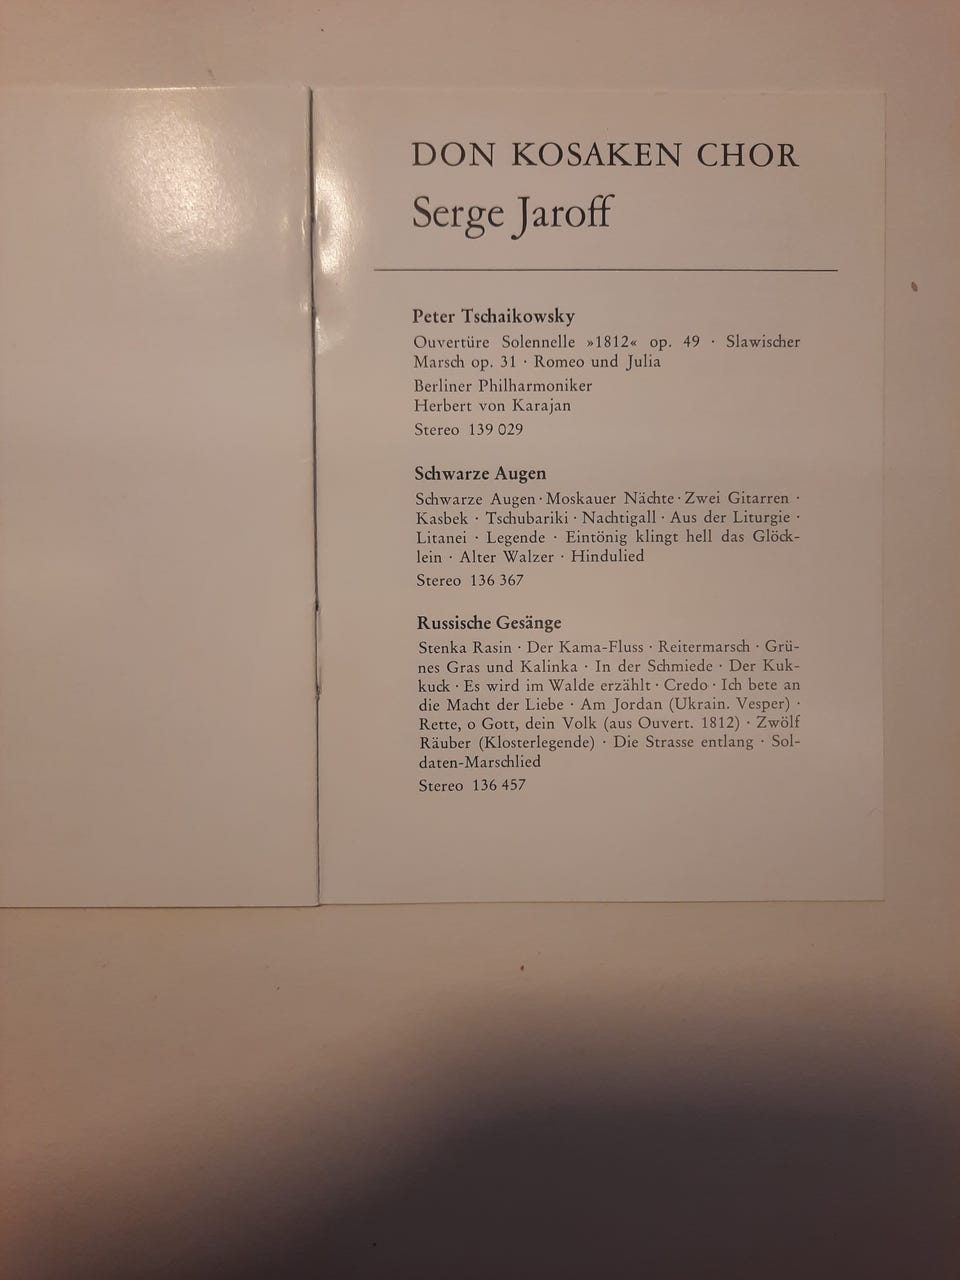 DON KOSAKEN CHOR
Serge Jaroff
Peter Tschaikowsky
Ouvertüre Solennelle »1812« op. 49 · Slawischer
Marsch op. 31 · Romeo und Julia
Berliner Philharmoniker
Herbert von Karajan
Stereo 139 029
Schwarze Augen
Schwarze Augen · Moskauer Nächte · Zwei Gitarren ·
Kasbek · Tschubariki · Nachtigall · Aus der Liturgie ·
Litanei · Legende · Eintönig klingt hell das Glöck-
lein · Alter Walzer · Hindulied
Stereo 136 367
Russische Gesänge
Stenka Rasin · Der Kama-Fluss · Reitermarsch · Grü-
nes Gras und Kalinka · In der Schmiede · Der Kuk-
kuck · Es wird im Walde erzählt · Credo · Ich bete an
die Macht der Liebe · Am Jordan (Ukrain. Vesper) ·
Rette, o Gott, dein Volk (aus Ouvert. 1812) · Zwölf
Räuber (Klosterlegende) · Die Strasse entlang · Sol-
daten-Marschlied
Stereo 136 457